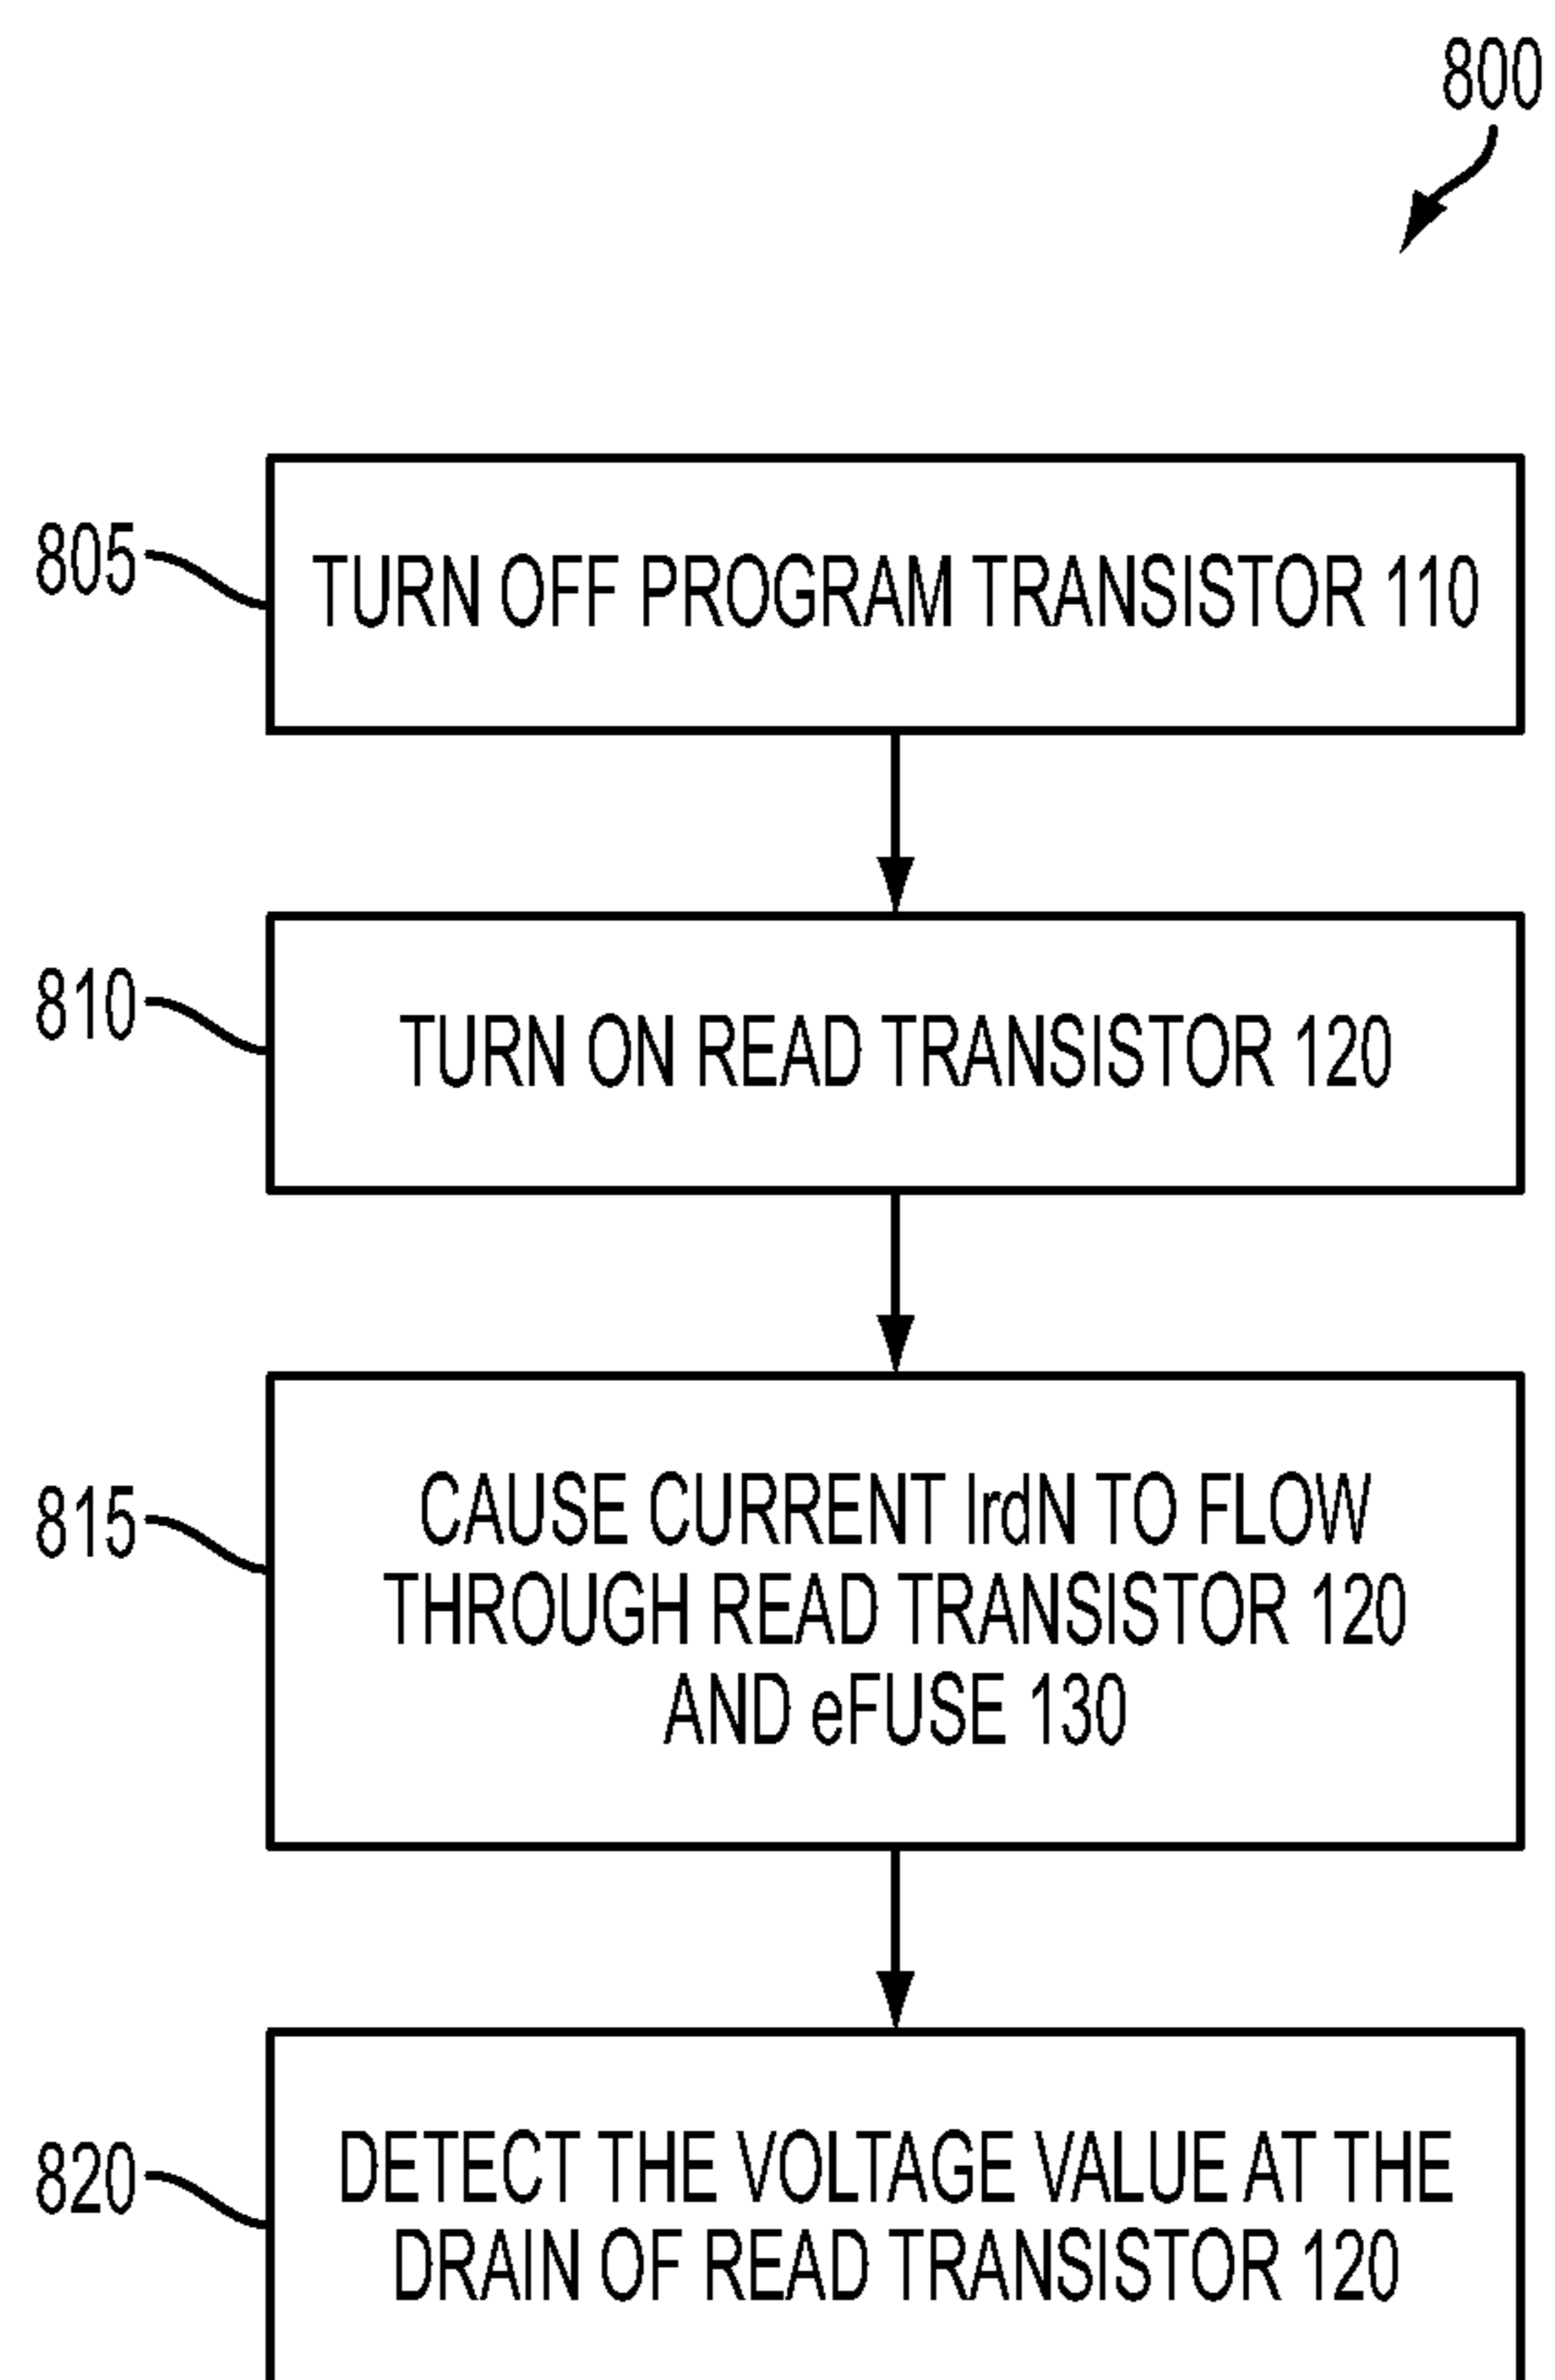 800
805
TURN OFF PROGRAM TRANSISTOR 110
810
TURN ON READ TRANSISTOR 120
815
CAUSE CURRENT IrdN TO FLOW
THROUGH READ TRANSISTOR 120
AND eFUSE 130
820
DETECT THE VOLTAGE VALUE AT THE
DRAIN OF READ TRANSISTOR 120